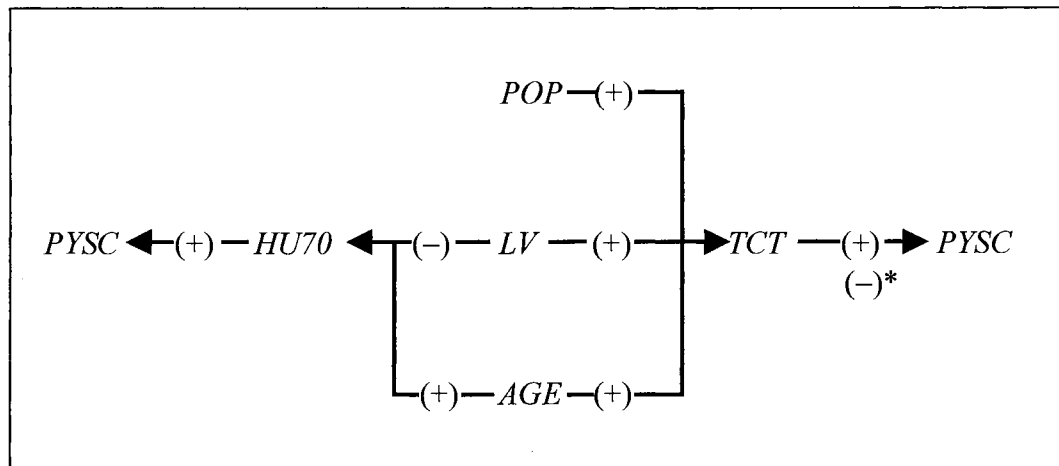 POP (+)
PYSC (+) HU70 (–) LV (+) TCT (+) PYSC
(–)*
(+) AGE (+)